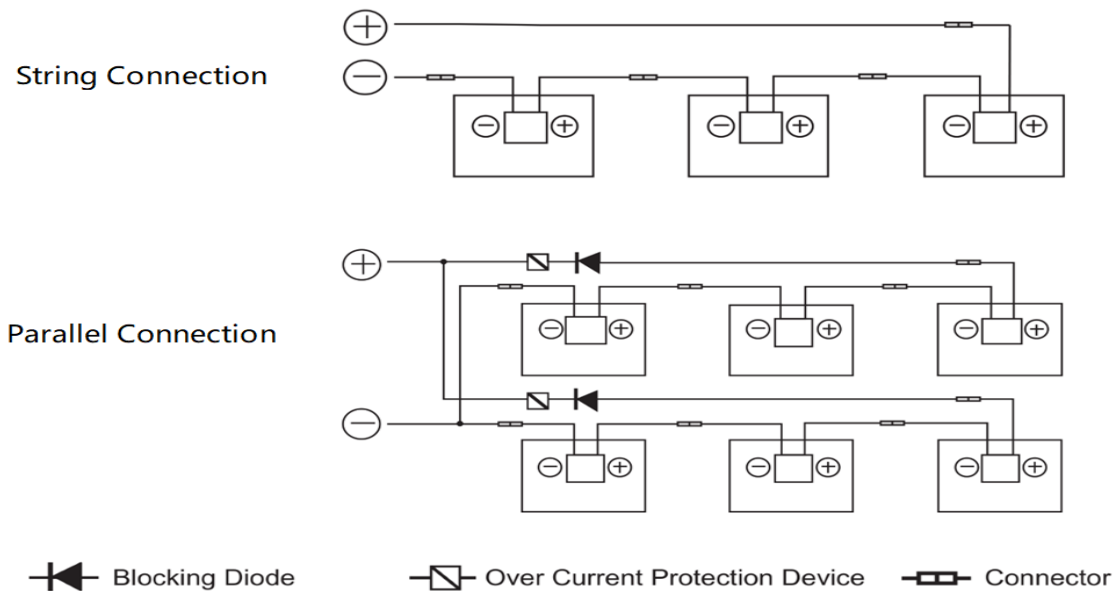 String Connection
Parallel Connection
Blocking Diode
Over Current Protection Device
Connector